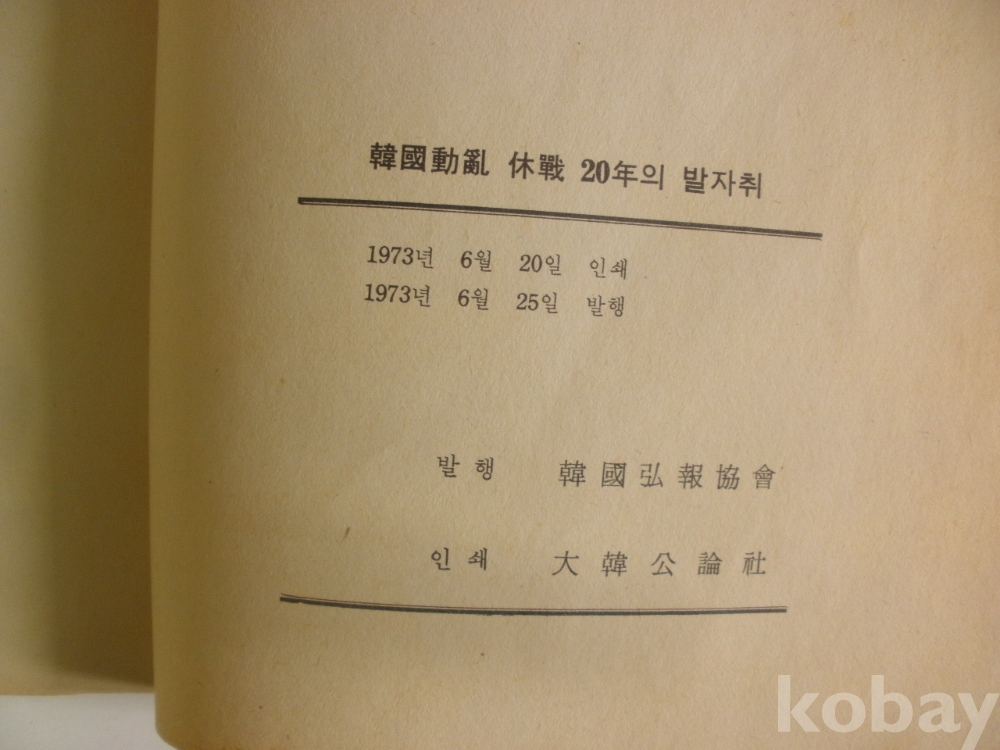 韓國動亂 休戰 20年의 발자취
1973년 6월 20일 인쇄
1973년 6월 25일 발행
발행 韓國弘報協會
인쇄 大韓公論社
kobay